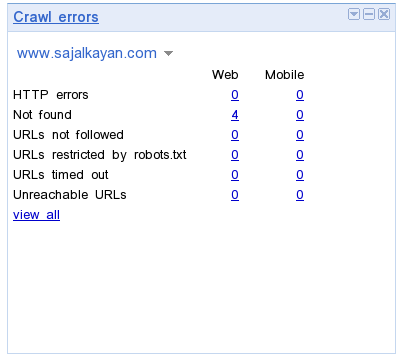 Crawl errors
www.sajalkayan.com
Web Mobile
HTTP errors 0 0
Not found 4 0
URLs not followed 0 0
URLs restricted by robots.txt 0 0
URLs timed out 0 0
Unreachable URLs 0 0
view all